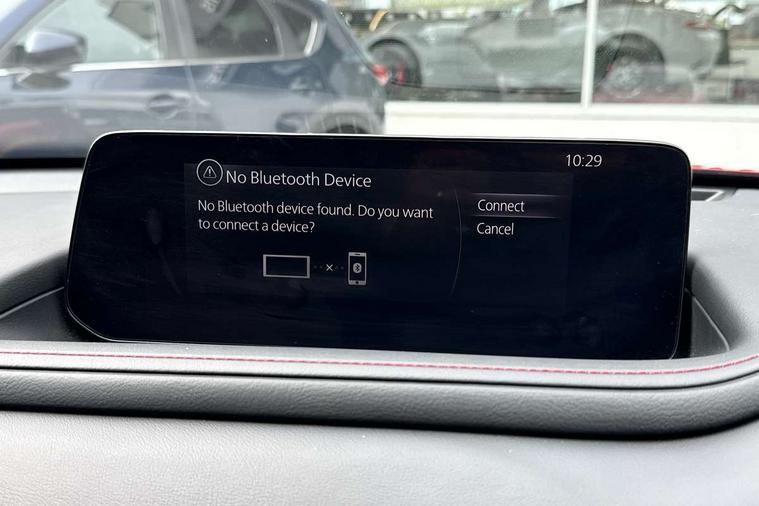 10:29
No Bluetooth Device
No Bluetooth device found. Do you want
to connect a device?
Connect
Cancel